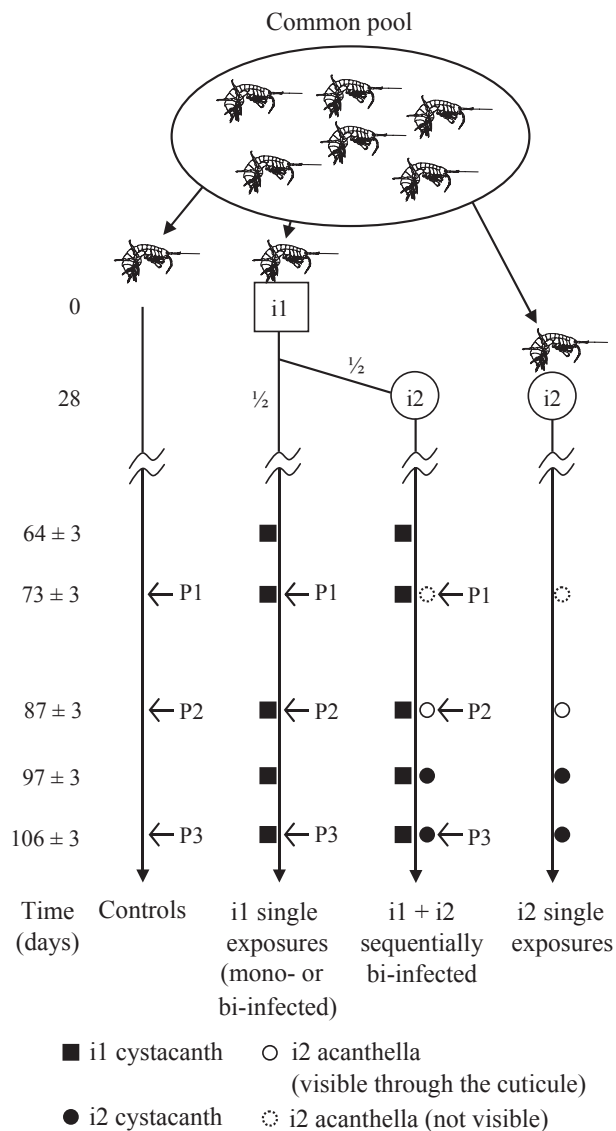 Common pool
0
i1
½
½
28
i2
i2
64 ± 3
73 ± 3
P1
P1
P1
87 ± 3
P2
P2
P2
97 ± 3
106 ± 3
P3
P3
P3
Time
(days)
Controls
i1 single
exposures
(mono- or
bi-infected)
i1 + i2
sequentially
bi-infected
i2 single
exposures
i1 cystacanth
i2 acanthella
(visible through the cuticule)
i2 cystacanth
i2 acanthella (not visible)